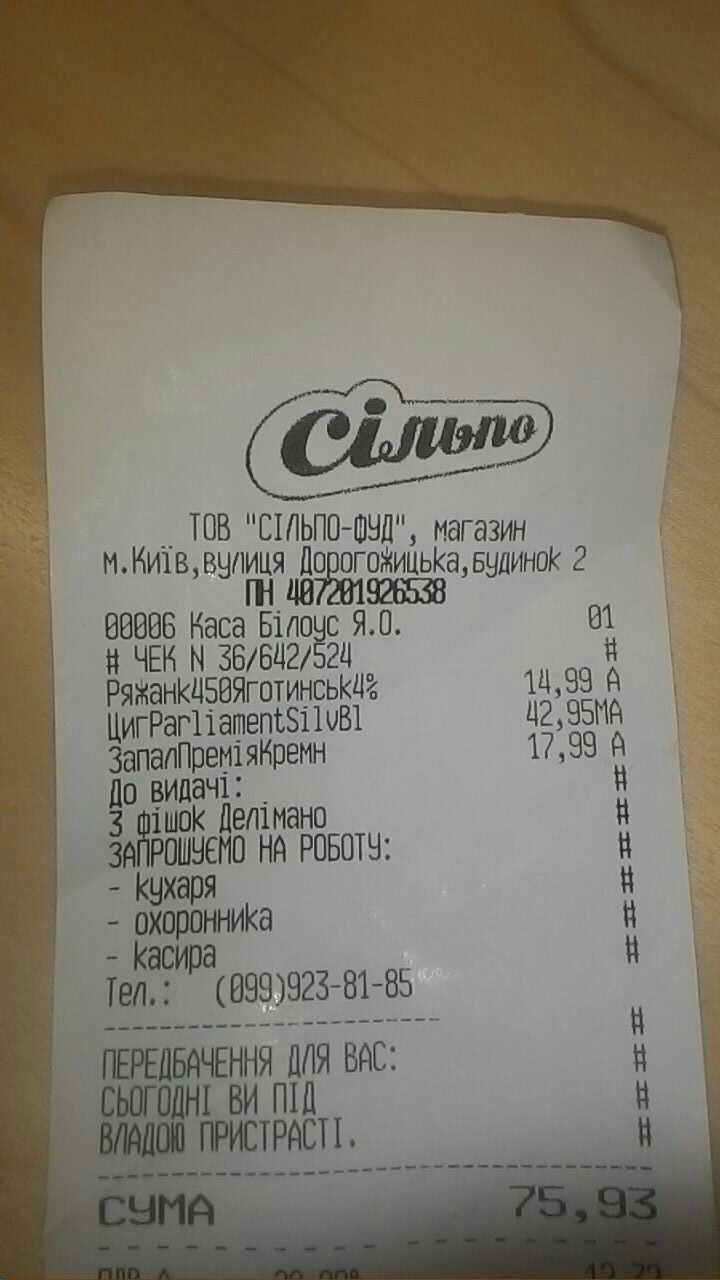 Сільпо
ТОВ "СІЛЬПО-ФУД", магазин
м.Київ,вулиця Дорогожицька,будинок 2
ПН 407201926538
00006 Каса Білоус Я.О. 01
# ЧЕК N 36/642/524 #
Ряжанк450Яготинськ4% 14,99 А
ЦигParliamentSilvBl 42,95МА
ЗапалПреміяКремн 17,99 А
До видачі: #
3 фішок Делімано #
ЗАПРОШУЄМО НА РОБОТУ: #
- кухаря #
- охоронника #
- касира #
Тел.: (099)923-81-85
---------------------------- #
ПЕРЕДБАЧЕННЯ ДЛЯ ВАС: #
СЬОГОДНІ ВИ ПІД #
ВЛАДОЮ ПРИСТРАСТІ. #
СУМА 75,93
ПДВ А 20,00%